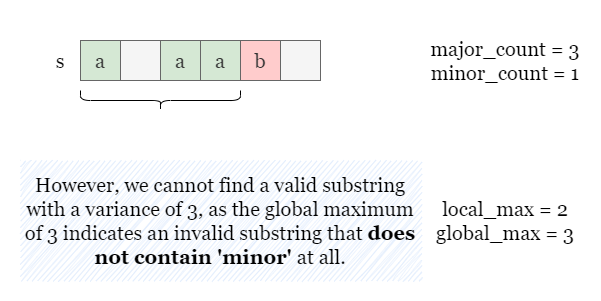 s a a a b
major_count = 3
minor_count = 1
However, we cannot find a valid substring
with a variance of 3, as the global maximum
of 3 indicates an invalid substring that does
not contain 'minor' at all.
local_max = 2
global_max = 3